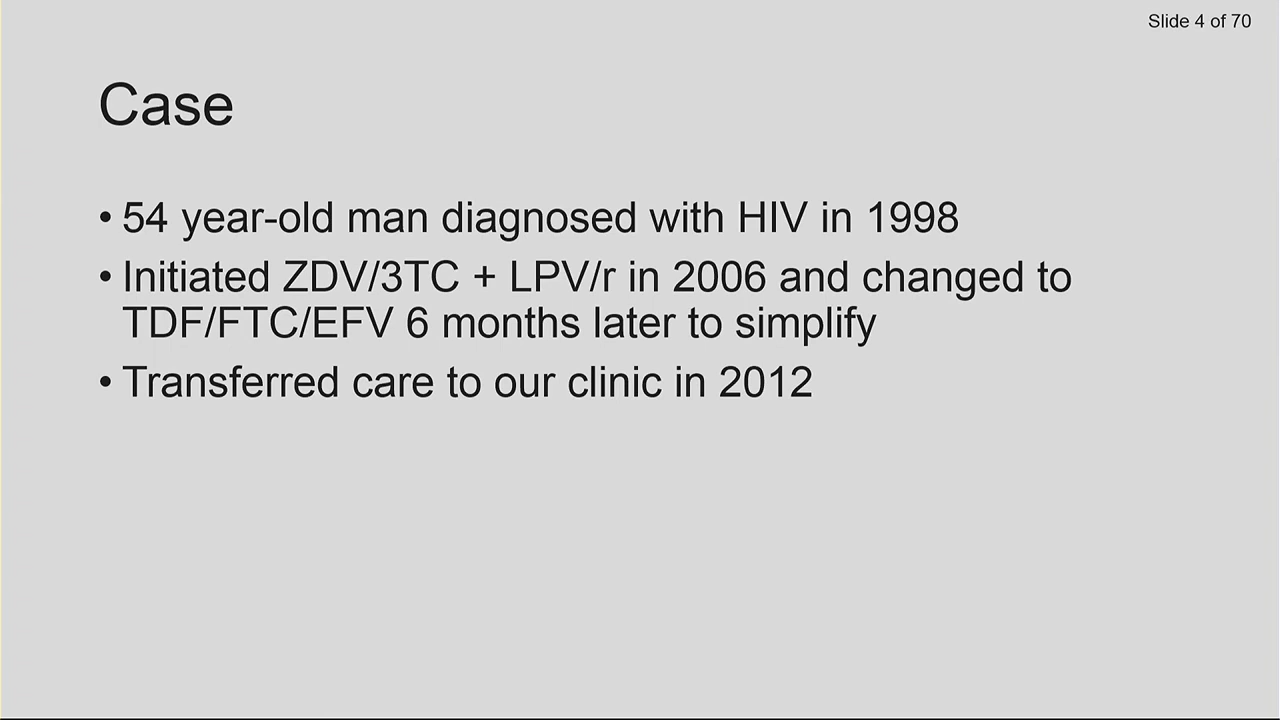 Slide 4 of 70
Case
• 54 year-old man diagnosed with HIV in 1998
• Initiated ZDV/3TC + LPV/r in 2006 and changed to
TDF/FTC/EFV 6 months later to simplify
• Transferred care to our clinic in 2012